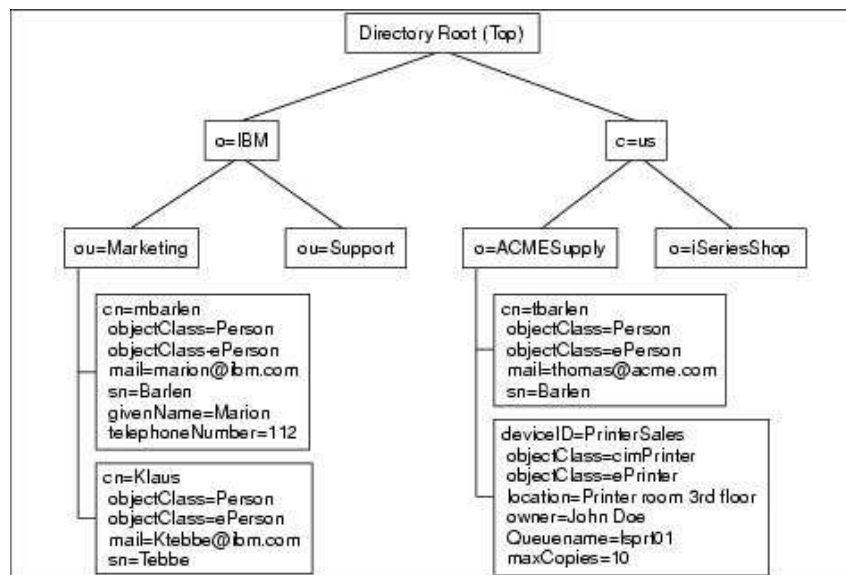 Directory Root (Top)
o=IBM
c=us
ou=Marketing
ou=Support
o=ACMESupply
o=iSeriesShop
cn=mbarlen
objectClass=Person
objectClass-ePerson
mail=marion@ibm.com
sn=Barlen
givenName=Marion
telephoneNumber=112
cn=Klaus
objectClass=Person
objectClass=ePerson
mail=Ktebbe@ibm.com
sn=Tebbe
cn=tbarlen
objectClass=Person
objectClass=ePerson
mail=thomas@acme.com
sn=Barlen
deviceID=PrinterSales
objectClass=cimPrinter
objectClass=ePrinter
location=Printer room 3rd floor
owner=John Doe
Queuename=lsprt01
maxCopies=10